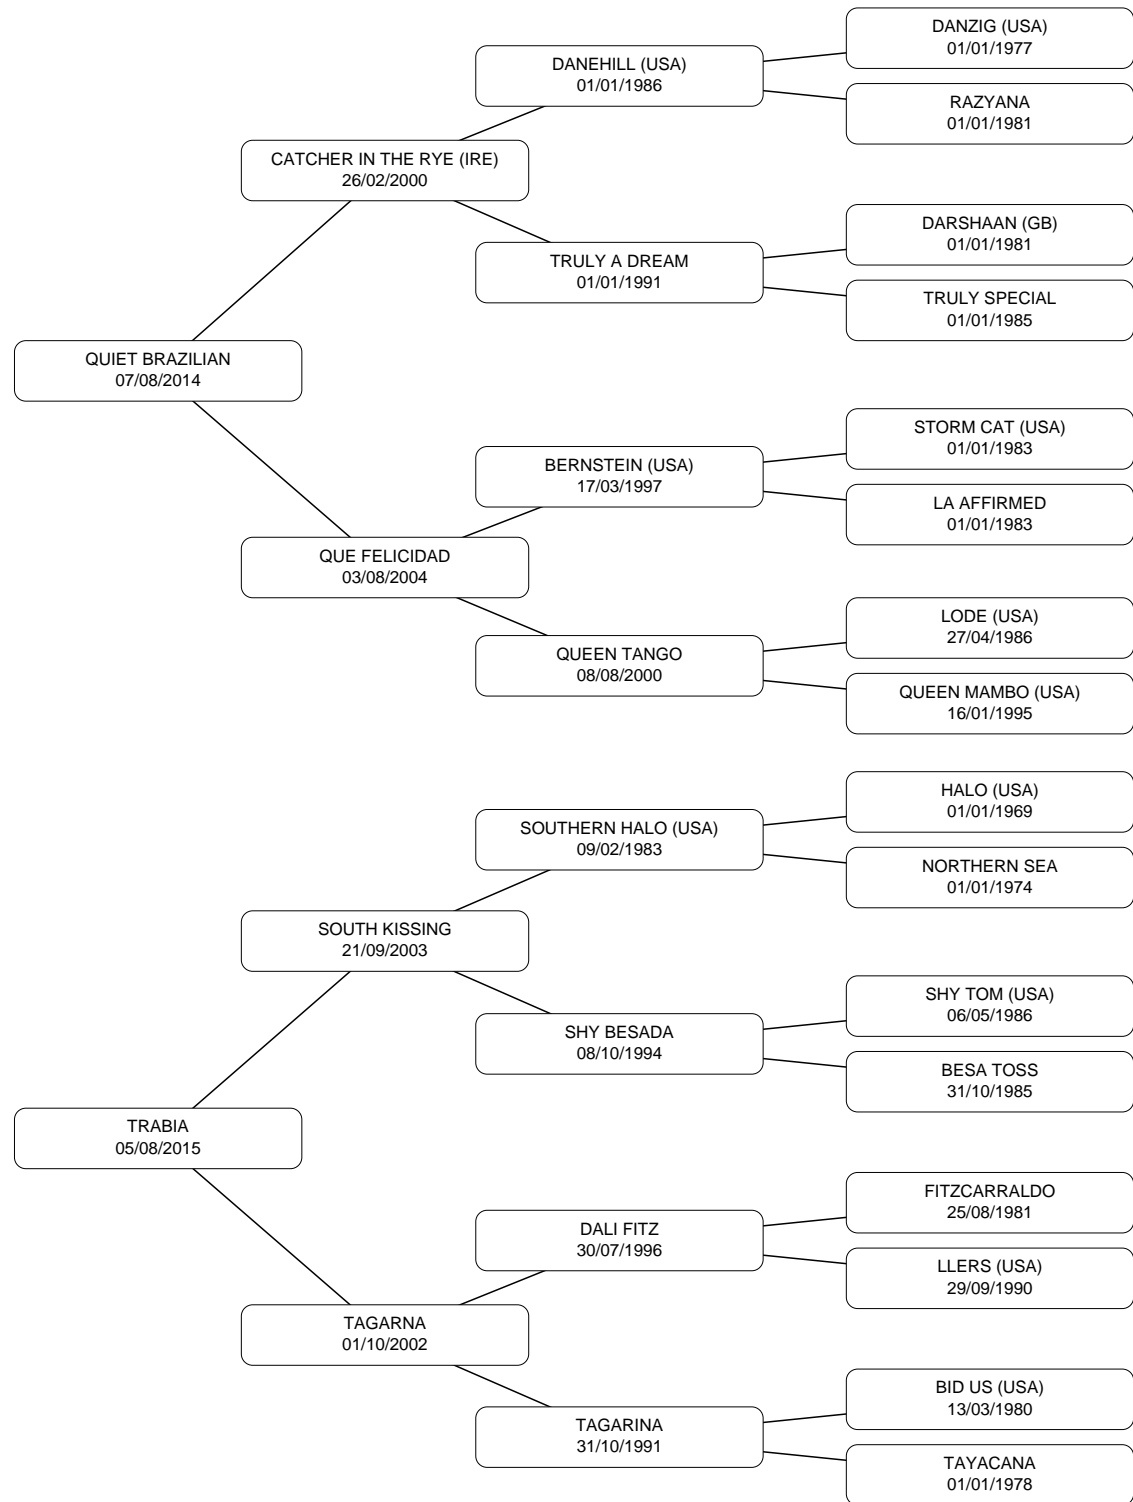 DANZIG (USA)
01/01/1977
DANEHILL (USA)
01/01/1986
RAZYANA
01/01/1981
CATCHER IN THE RYE (IRE)
26/02/2000
DARSHAAN (GB)
01/01/1981
TRULY A DREAM
01/01/1991
TRULY SPECIAL
01/01/1985
QUIET BRAZILIAN
07/08/2014
STORM CAT (USA)
01/01/1983
BERNSTEIN (USA)
17/03/1997
LA AFFIRMED
01/01/1983
QUE FELICIDAD
03/08/2004
LODE (USA)
27/04/1986
QUEEN TANGO
08/08/2000
QUEEN MAMBO (USA)
16/01/1995
HALO (USA)
01/01/1969
SOUTHERN HALO (USA)
09/02/1983
NORTHERN SEA
01/01/1974
SOUTH KISSING
21/09/2003
SHY TOM (USA)
06/05/1986
SHY BESADA
08/10/1994
BESA TOSS
31/10/1985
TRABIA
05/08/2015
FITZCARRALDO
25/08/1981
DALI FITZ
30/07/1996
LLERS (USA)
29/09/1990
TAGARNA
01/10/2002
BID US (USA)
13/03/1980
TAGARINA
31/10/1991
TAYACANA
01/01/1978